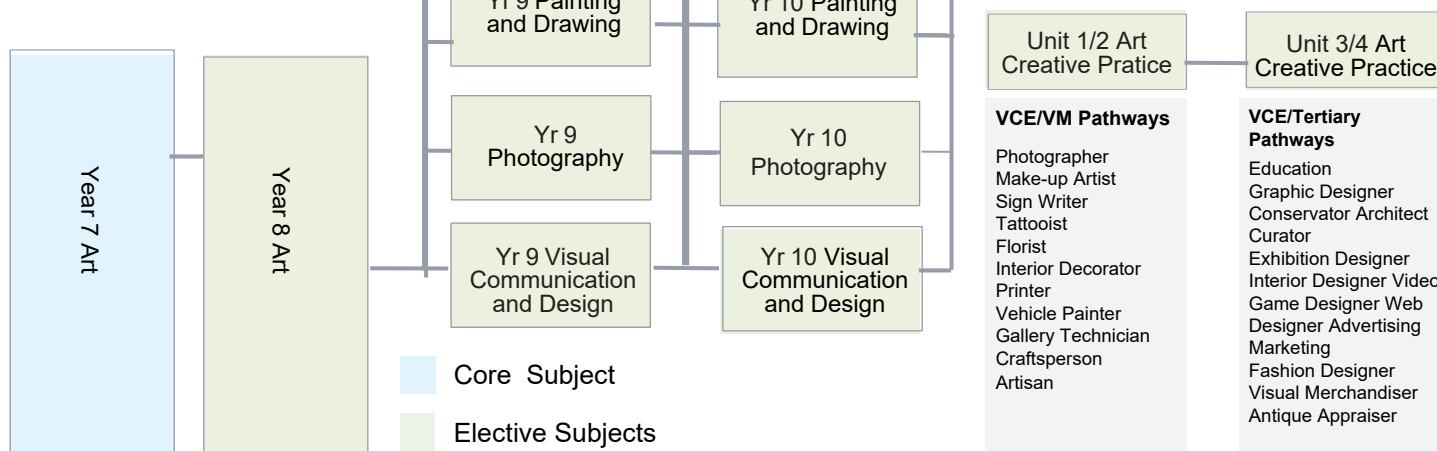 Year 7 Art
Year 8 Art
Yr 9 Painting
and Drawing
Yr 9
Photography
Yr 9 Visual
Communication
and Design
Yr 10 Painting
and Drawing
Yr 10
Photography
Yr 10 Visual
Communication
and Design
Core Subject
Elective Subjects
Unit 1/2 Art
Creative Pratice
VCE/VM Pathways
Photographer
Make-up Artist
Sign Writer
Tattooist
Florist
Interior Decorator
Printer
Vehicle Painter
Gallery Technician
Craftsperson
Artisan
Unit 3/4 Art
Creative Practice
VCE/Tertiary
Pathways
Education
Graphic Designer
Conservator Architect
Curator
Exhibition Designer
Interior Designer Video
Game Designer Web
Designer Advertising
Marketing
Fashion Designer
Visual Merchandiser
Antique Appraiser